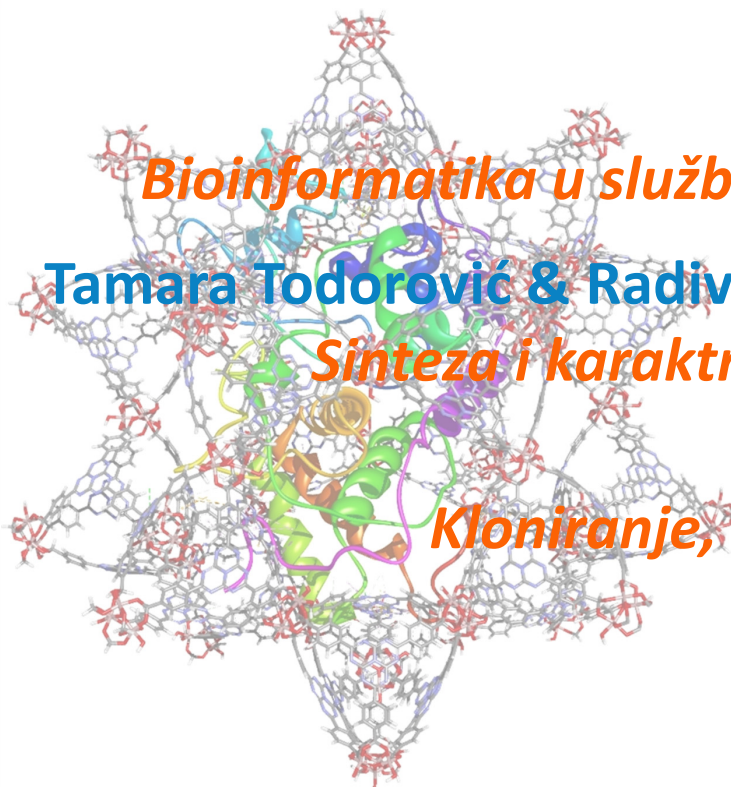 Bioinformatika u služb
Tamara Todorović & Radiv
Sinteza i karaktr
Kloniranje,